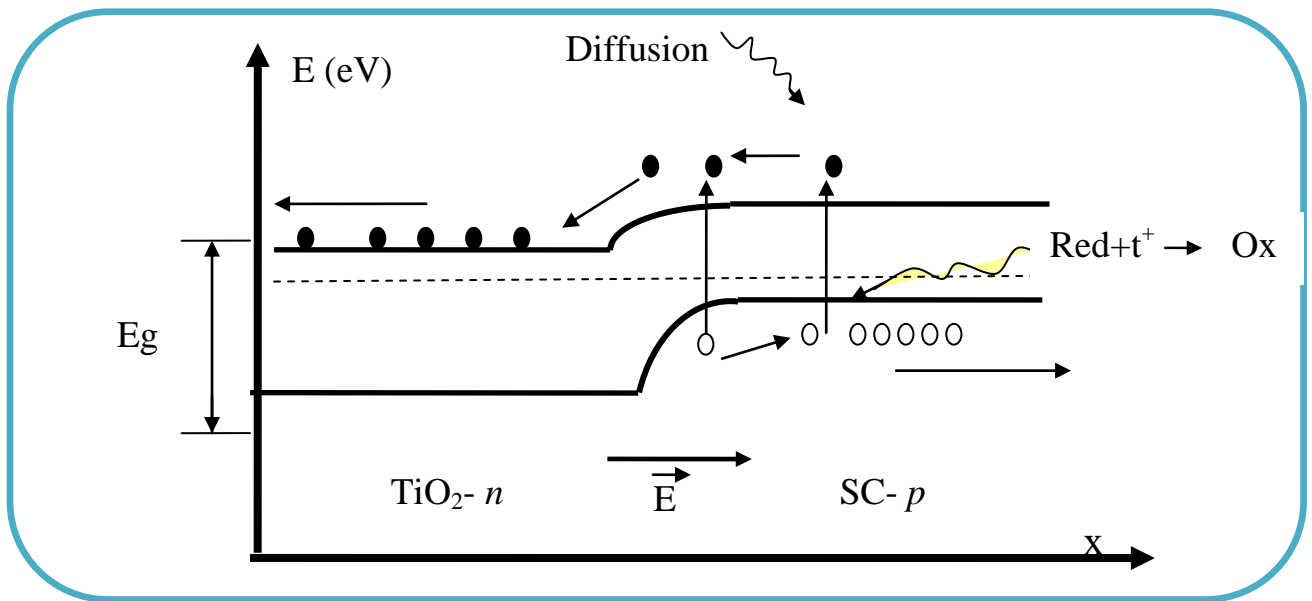 E (eV)
Diffusion
Red+t⁺ → Ox
Eg
TiO₂- n
E
SC- p
x